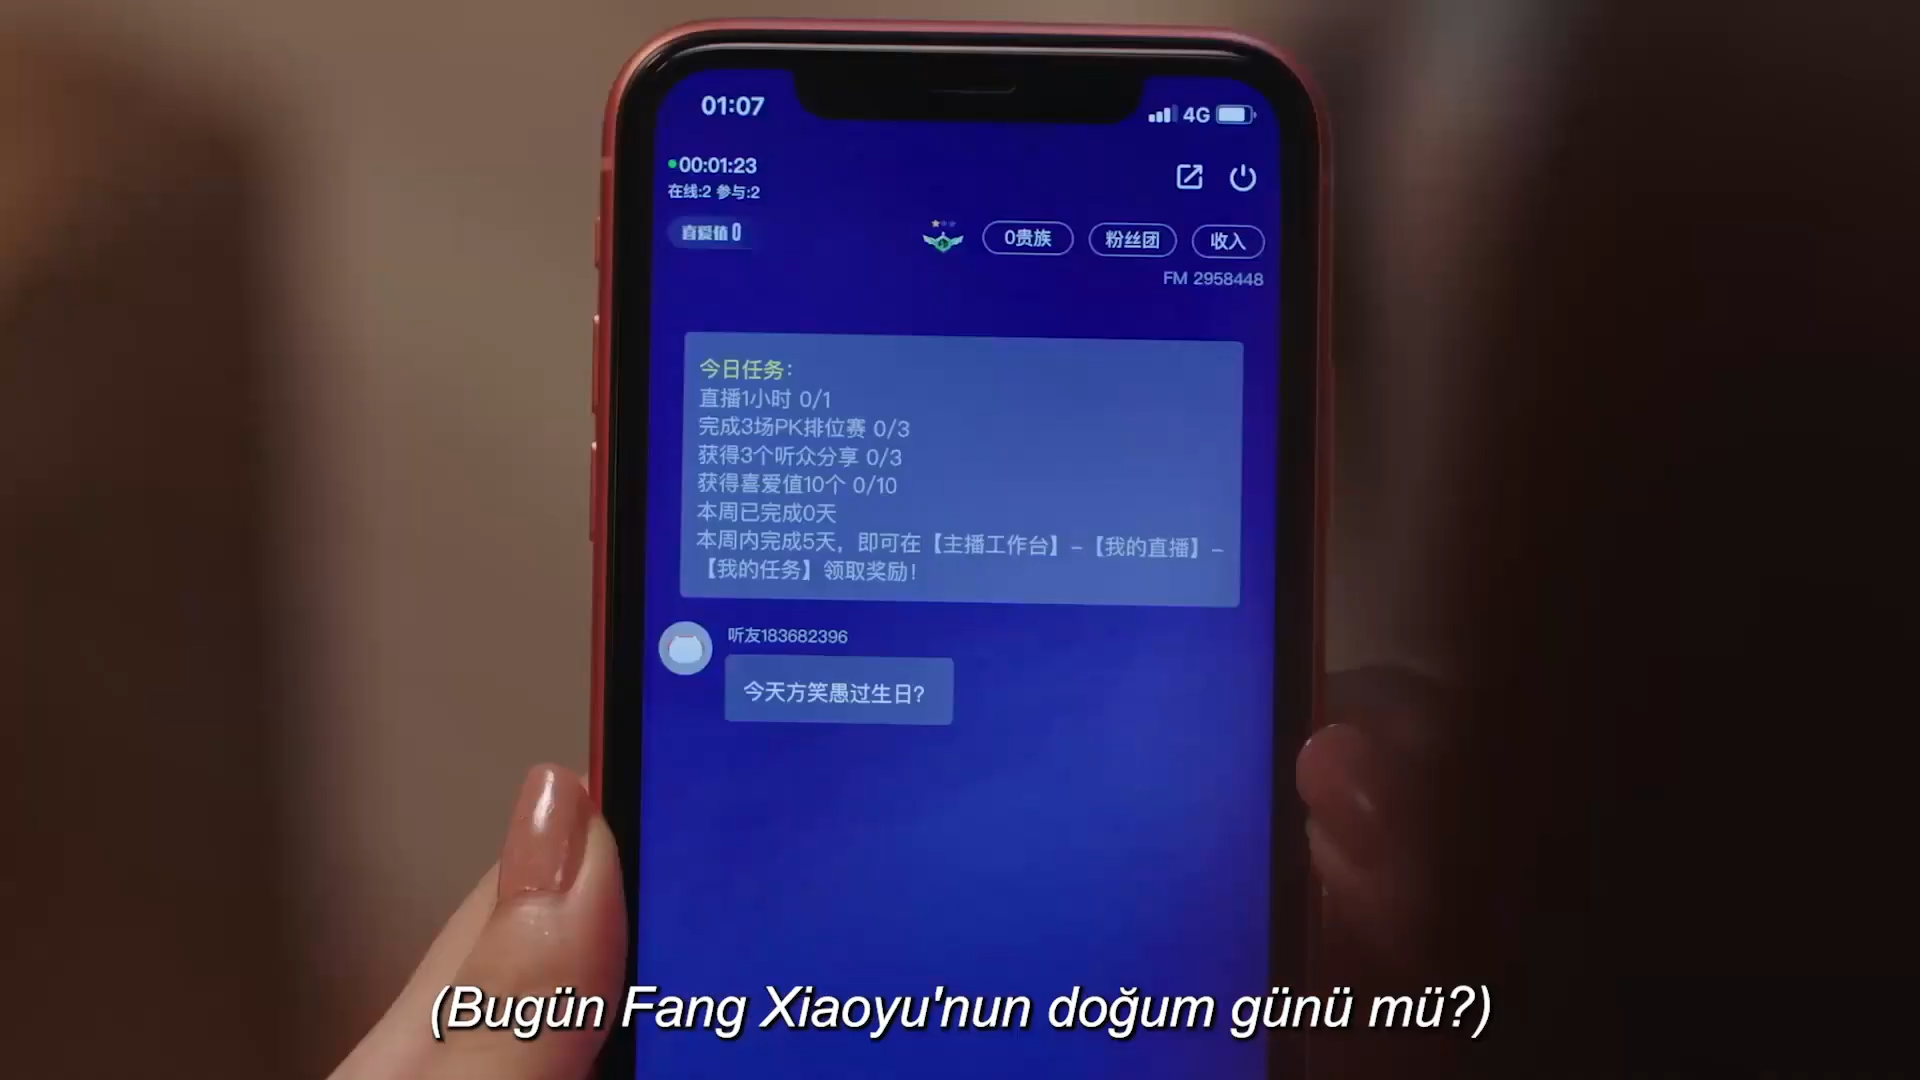 01:07
4G
00:01:23
在线:2 参与:2
喜爱值 0
0贵族
粉丝团
收入
FM 2958448
今日任务:
直播1小时 0/1
完成3场PK排位赛 0/3
获得3个听众分享 0/3
获得喜爱值10个 0/10
本周已完成0天
本周内完成5天，即可在【主播工作台】–【我的直播】–
【我的任务】领取奖励！
听友183682396
今天方笑愚过生日?
(Bugün Fang Xiaoyu'nun doğum günü mü?)